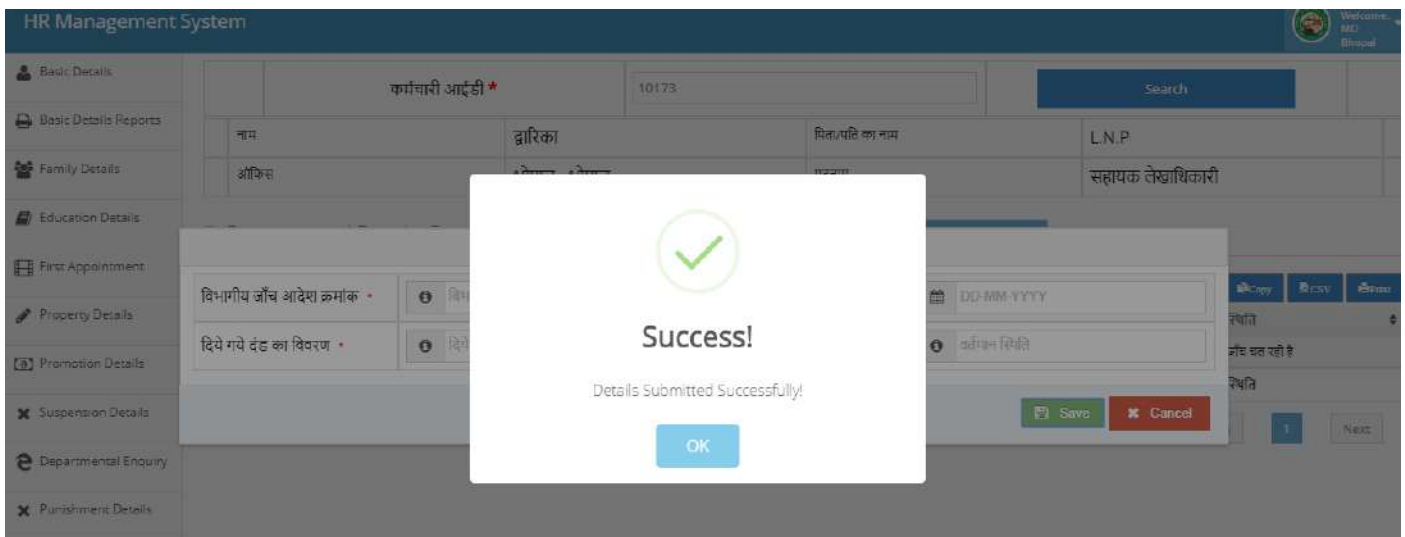 HR Management System
Welcome..
MD
Bhopal
Basic Details
कर्मचारी आईडी *
10173
Search
Basic Details Reports
नाम
द्वारिका
पिता/पति का नाम
L.N.P
Family Details
ऑफिस
सहायक लेखाधिकारी
Education Details
First Appointment
विभागीय जाँच आदेश क्रमांक *
DD-MM-YYYY
Copy
CSV
Print
Property Details
Success!
स्थिति
दिये गये दंड का विवरण *
दिये
वर्तमान स्थिति
जाँच चल रही है
Promotion Details
स्थिति
Details Submitted Successfully!
Suspension Details
Save
Cancel
1
Next
OK
Departmental Enquiry
Punishment Details